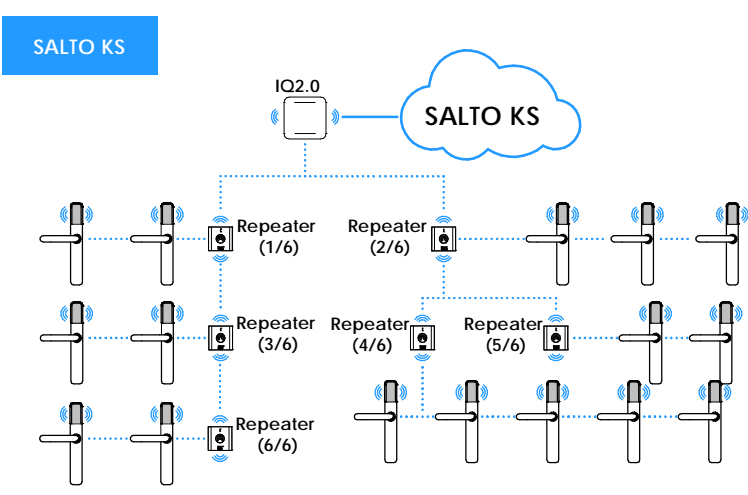 SALTO KS
IQ2.0
SALTO KS
Repeater
(1/6)
Repeater
(2/6)
Repeater
(3/6)
Repeater
(4/6)
Repeater
(5/6)
Repeater
(6/6)